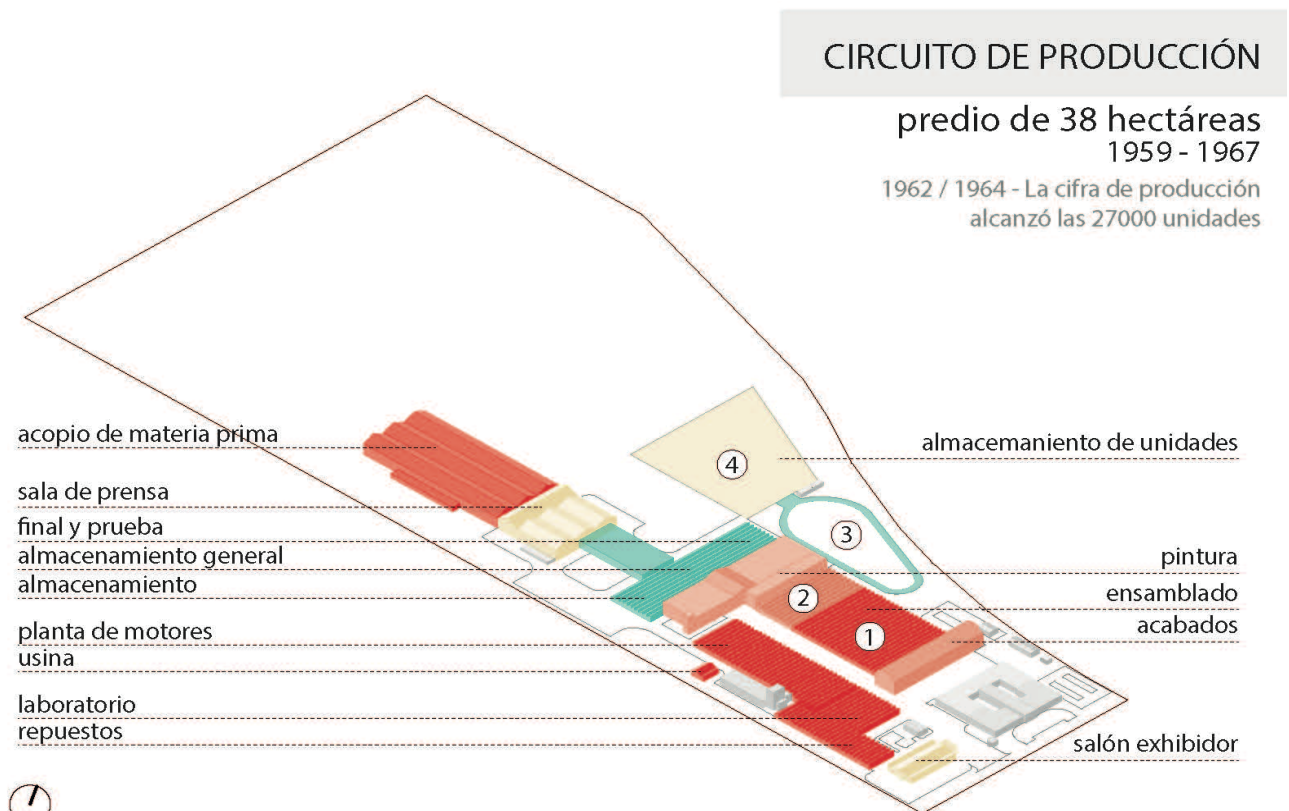 CIRCUITO DE PRODUCCIÓN
predio de 38 hectáreas
1959 - 1967
1962 / 1964 - La cifra de producción
alcanzó las 27000 unidades
acopio de materia prima
sala de prensa
final y prueba
almacenamiento general
almacenamiento
planta de motores
usina
laboratorio
repuestos
4
3
2
1
almacemaniento de unidades
pintura
ensamblado
acabados
salón exhibidor